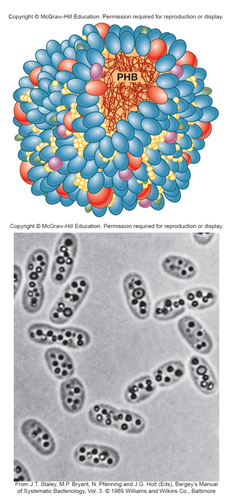 Copyright © McGraw-Hill Education. Permission required for reproduction or display.
PHB
Copyright © McGraw-Hill Education. Permission required for reproduction or display.
From J.T. Staley, M.P. Bryant, N. Pfenning and J.G. Holt (Eds), Bergey's Manual
of Systematic Bacteriology, Vol. 3. © 1989 Williams and Wilkins Co., Baltimore